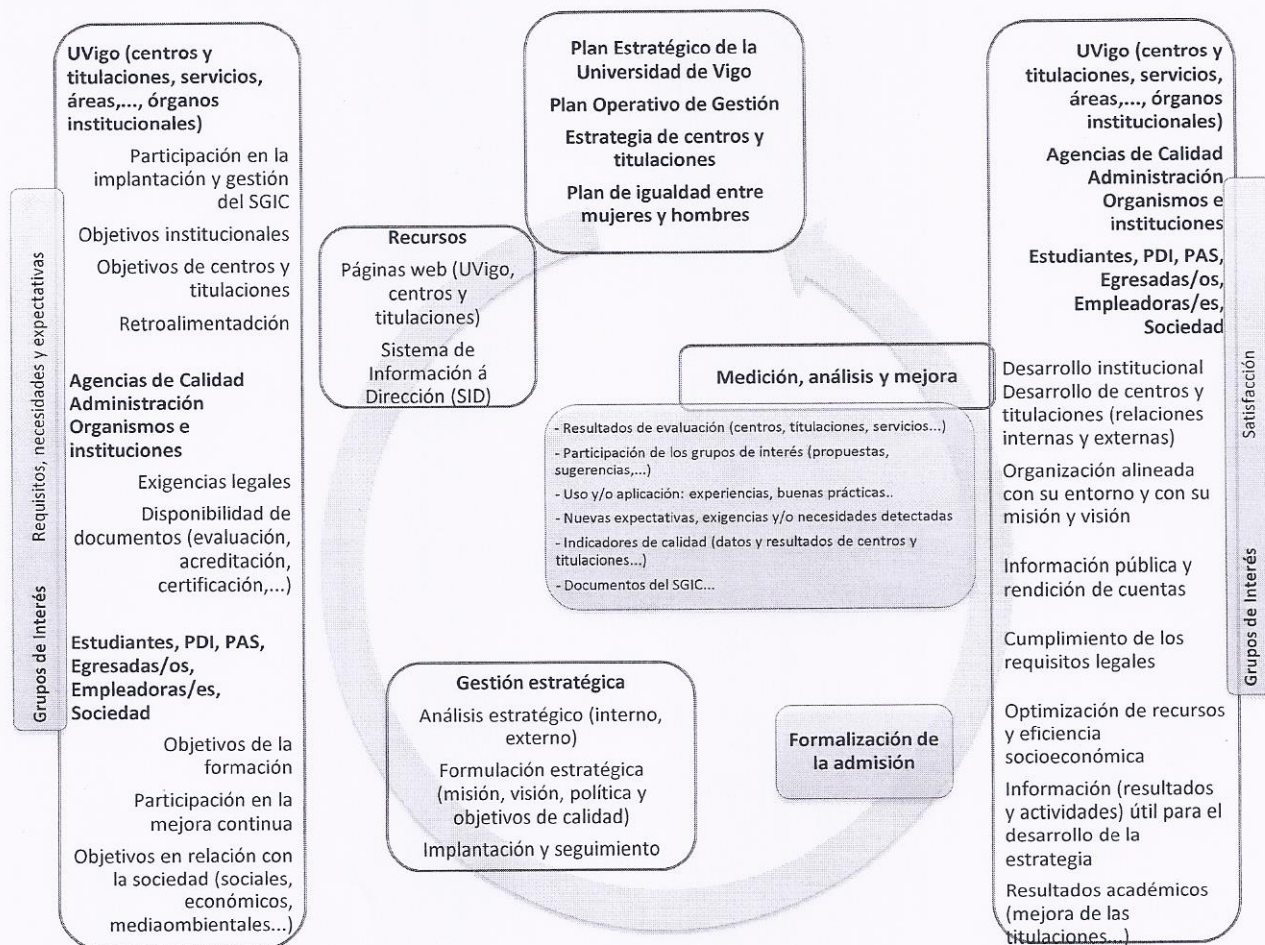 UVigo (centros y
titulaciones, servicios,
áreas,..., órganos
institucionales)
Participación en la
implantación y gestión
del SGIC
Objetivos institucionales
Objetivos de centros y
titulaciones
Retroalimentadción
Agencias de Calidad
Administración
Organismos e
instituciones
Exigencias legales
Disponibilidad de
documentos (evaluación,
acreditación,
certificación,...)
Estudiantes, PDI, PAS,
Egresadas/os,
Empleadoras/es,
Sociedad
Objetivos de la
formación
Participación en la
mejora continua
Objetivos en relación con
la sociedad (sociales,
económicos,
mediaombientales...)
Grupos de Interés
Requisitos, necesidades y expectativas
Plan Estratégico de la
Universidad de Vigo
Plan Operativo de Gestión
Estrategia de centros y
titulaciones
Plan de igualdad entre
mujeres y hombres
Recursos
Páginas web (UVigo,
centros y
titulaciones)
Sistema de
Información á
Dirección (SID)
Medición, análisis y mejora
- Resultados de evaluación (centros, titulaciones, servicios...)
- Participación de los grupos de interés (propuestas,
sugerencias,...)
- Uso y/o aplicación: experiencias, buenas prácticas..
- Nuevas expectativas, exigencias y/o necesidades detectadas
- Indicadores de calidad (datos y resultados de centros y
titulaciones...)
- Documentos del SGIC...
Gestión estratégica
Análisis estratégico (interno,
externo)
Formulación estratégica
(misión, visión, política y
objetivos de calidad)
Implantación y seguimiento
Formalización de
la admisión
UVigo (centros y
titulaciones, servicios,
áreas,..., órganos
institucionales)
Agencias de Calidad
Administración
Organismos e
instituciones
Estudiantes, PDI, PAS,
Egresadas/os,
Empleadoras/es,
Sociedad
Desarrollo institucional
Desarrollo de centros y
titulaciones (relaciones
internas y externas)
Organización alineada
con su entorno y con su
misión y visión
Información pública y
rendición de cuentas
Cumplimiento de los
requisitos legales
Optimización de recursos
y eficiencia
socioeconómica
Información (resultados
y actividades) útil para el
desarrollo de la
estrategia
Resultados académicos
(mejora de las
titulaciones...)
Grupos de Interés
Satisfacción